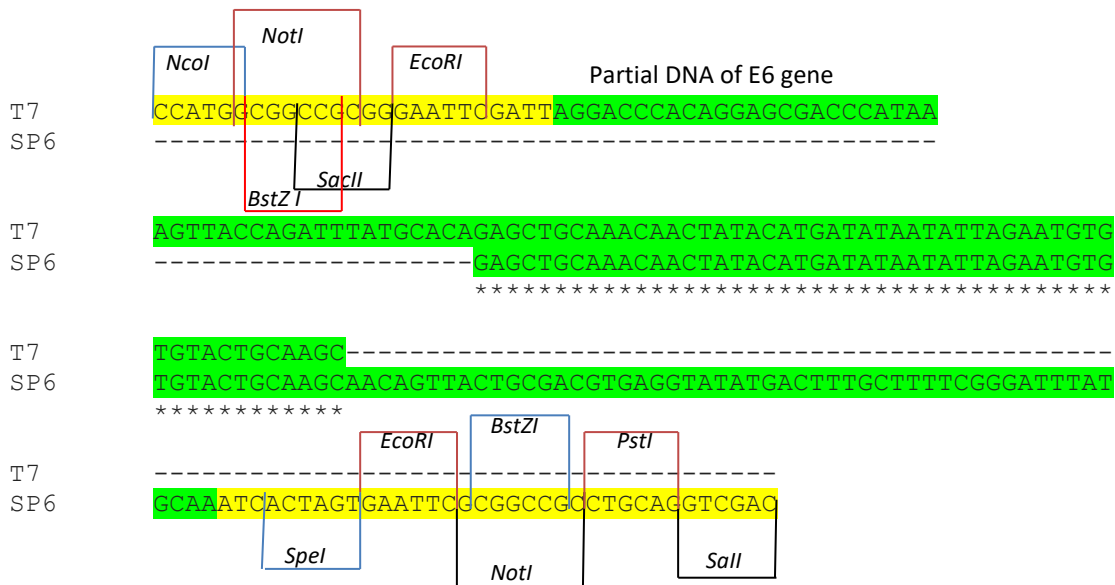 NotI
NcoI
EcoRI
Partial DNA of E6 gene
T7 CCATGGCGGCCGCGGGAATTCGATTAGGACCCACAGGAGCGACCCATAA
SP6 -------------------------------------------------
SacII
BstZ I
T7 AGTTACCAGATTTATGCACAGAGCTGCAAACAACTATACATGATATAATATTAGAATGTG
SP6 --------------------GAGCTGCAAACAACTATACATGATATAATATTAGAATGTG
****************************************
T7 TGTACTGCAAGC------------------------------------------------
SP6 TGTACTGCAAGCAACAGTTACTGCGACGTGAGGTATATGACTTTGCTTTTCGGGATTTAT
************
EcoRI BstZI PstI
T7 ---------------------------------------
SP6 GCAAATCACTAGTGAATTCGCGGCCGCCTGCAGGTCGAC
SpeI NotI SalI